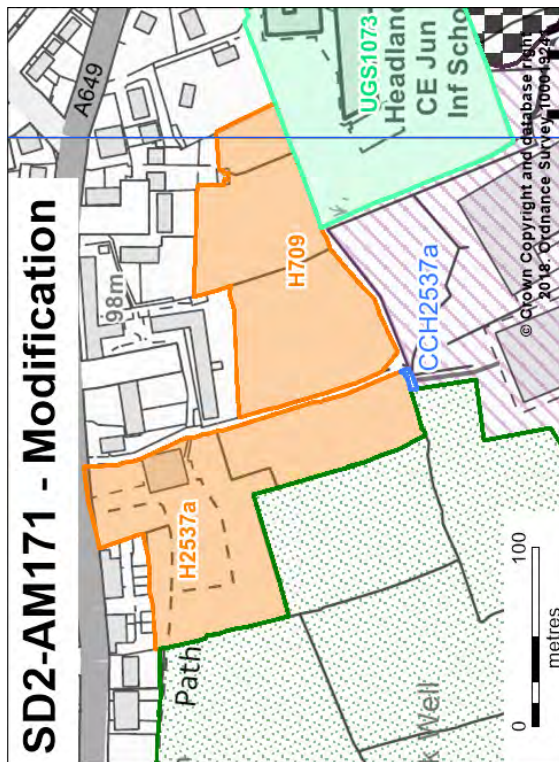 SD2-AM171 - Modification
A649
98m
UGS1073
Headlan
CE Jun
Inf Scho
H709
H2537a
CCH2537a
Path
k Well
0
100
metres
© Crown Copyright and database right
2018. Ordnance Survey